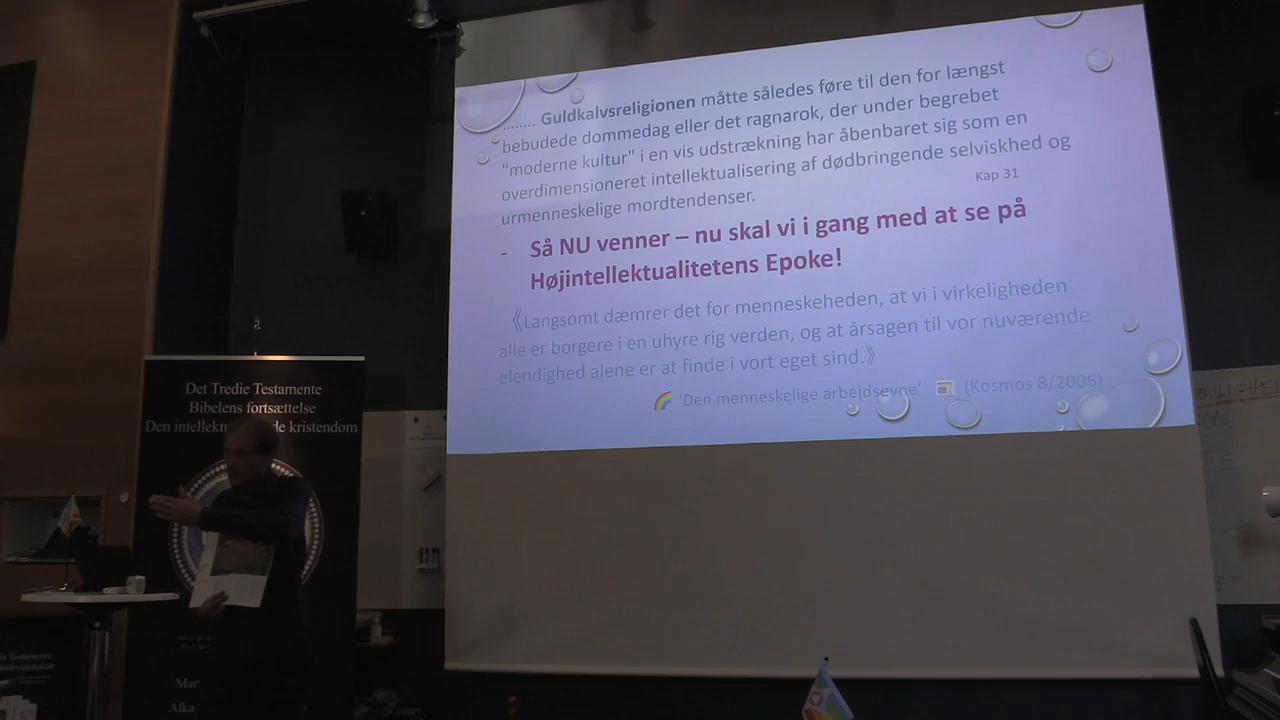 ........ Guldkalvsreligionen måtte således føre til den for længst
bebudede dommedag eller det ragnarok, der under begrebet
"moderne kultur" i en vis udstrækning har åbenbaret sig som en
overdimensioneret intellektualisering af dødbringende selviskhed og
urmenneskelige mordtendenser.
Kap 31
- Så NU venner – nu skal vi i gang med at se på
Højintellektualitetens Epoke!
《Langsomt dæmrer det for menneskeheden, at vi i virkeligheden
alle er borgere i en uhyre rig verden, og at årsagen til vor nuværende
elendighed alene er at finde i vort eget sind.》
'Den menneskelige arbejdsevne' (Kosmos 8/2006)
Det Tredie Testamente
Bibelens fortsættelse
Den kristendom